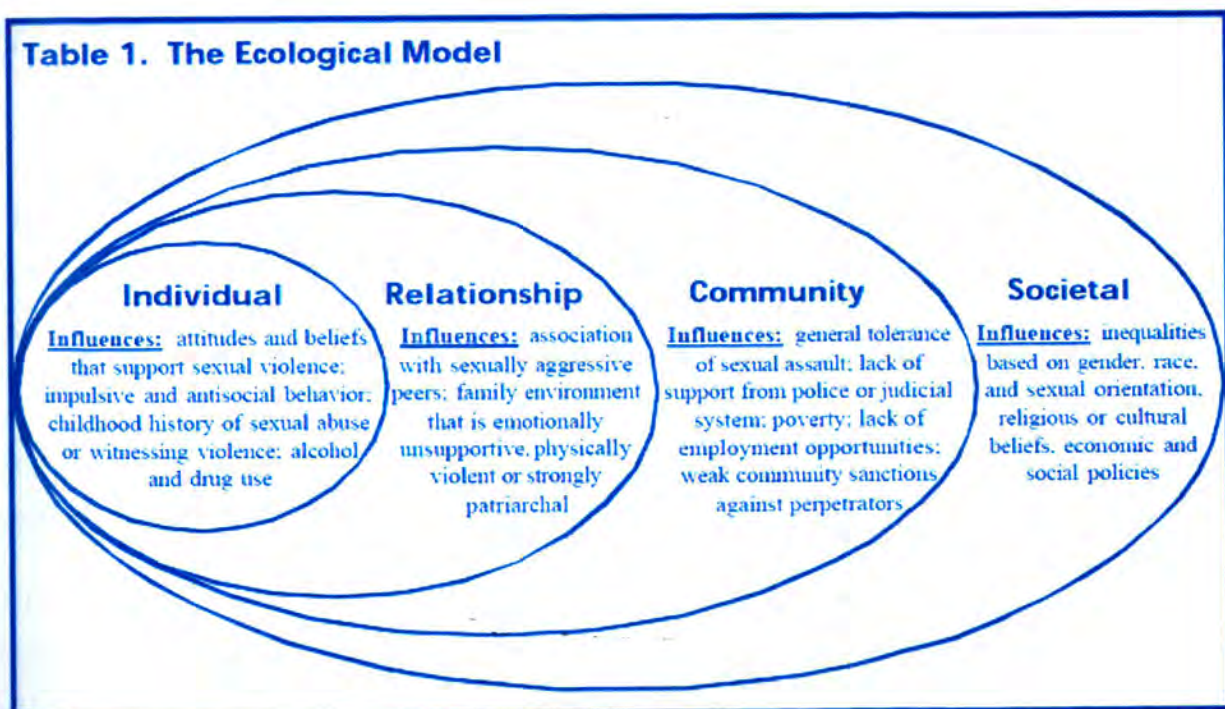 Table 1. The Ecological Model
Individual
Influences: attitudes and beliefs
that support sexual violence;
impulsive and antisocial behavior;
childhood history of sexual abuse
or witnessing violence; alcohol
and drug use
Relationship
Influences: association
with sexually aggressive
peers; family environment
that is emotionally
unsupportive, physically
violent or strongly
patriarchal
Community
Influences: general tolerance
of sexual assault; lack of
support from police or judicial
system; poverty; lack of
employment opportunities;
weak community sanctions
against perpetrators
Societal
Influences: inequalities
based on gender, race,
and sexual orientation,
religious or cultural
beliefs, economic and
social policies